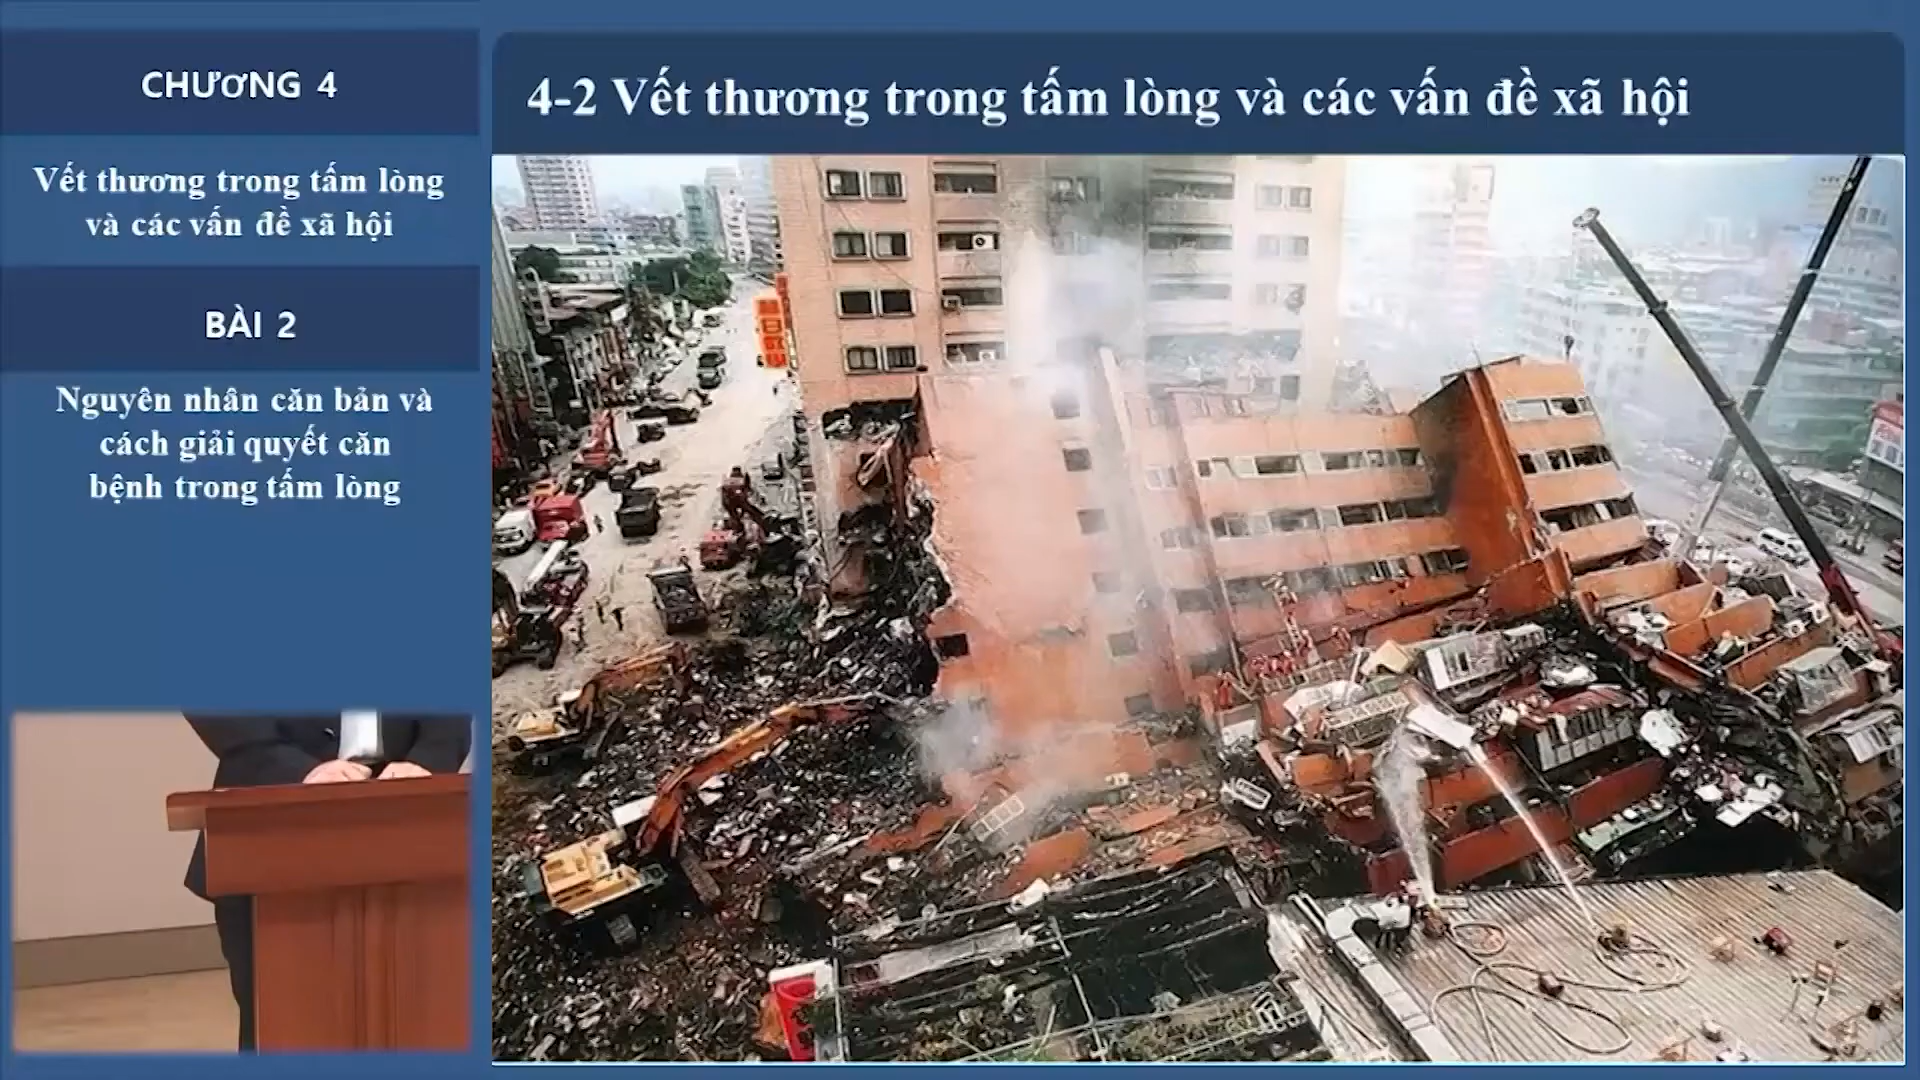 CHƯƠNG 4
Vết thương trong tấm lòng
và các vấn đề xã hội
BÀI 2
Nguyên nhân căn bản và
cách giải quyết căn
bệnh trong tấm lòng
4-2 Vết thương trong tấm lòng và các vấn đề xã hội